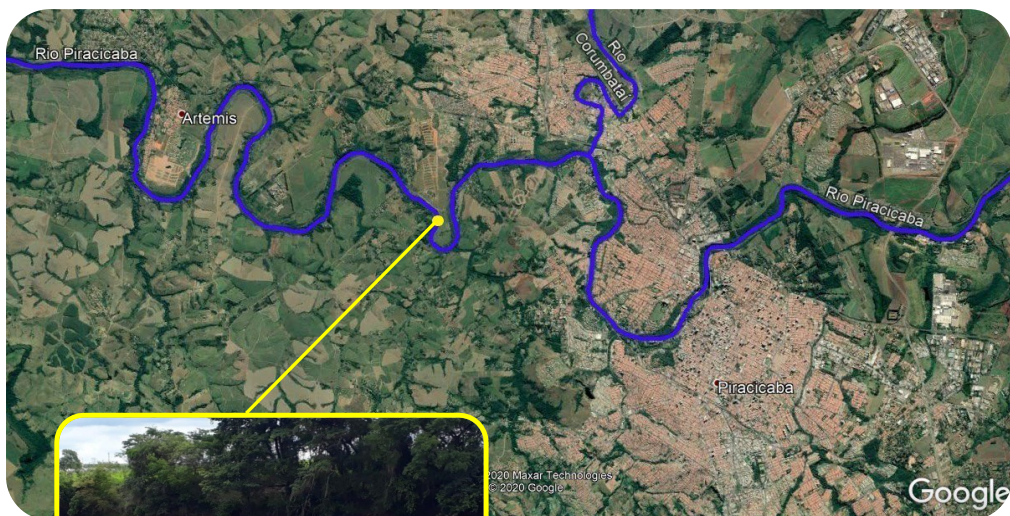 Rio Piracicaba
Rio
Corumbataí
Artemis
Rio Piracicaba
Piracicaba
2020 Maxar Technologies
© 2020 Google
Google